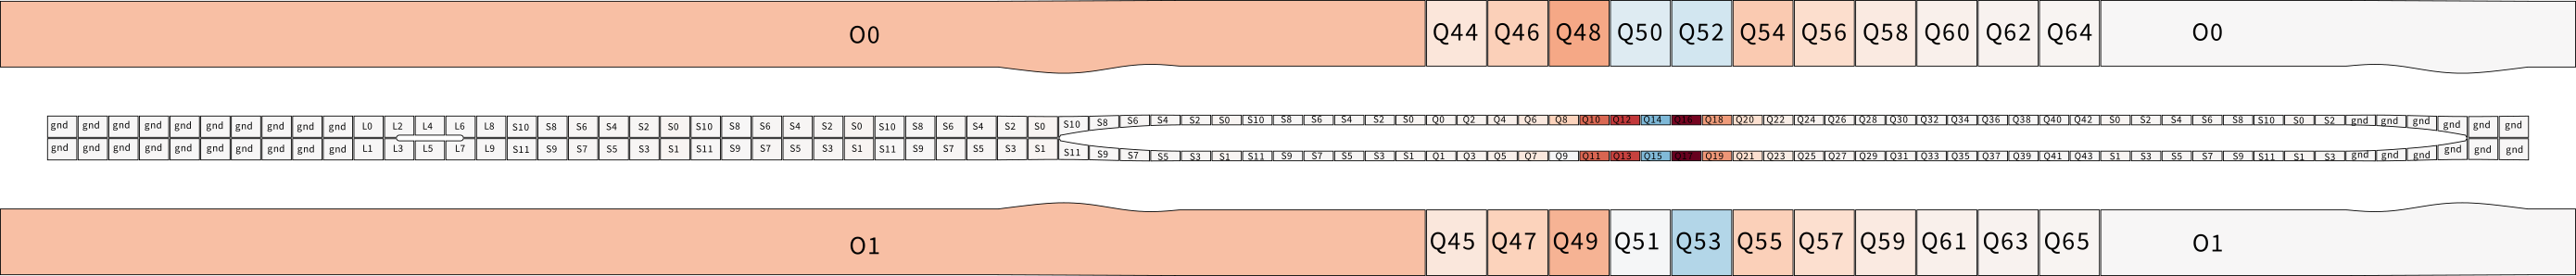 O0 Q44 Q46 Q48 Q50 Q52 Q54 Q56 Q58 Q60 Q62 Q64 O0
gnd gnd gnd gnd gnd gnd gnd gnd gnd gnd L0 L2 L4 L6 L8 S10 S8 S6 S4 S2 S0 S10 S8 S6 S4 S2 S0 S10 S8 S6 S4 S2 S0 S10 S8 S6 S4 S2 S0 S10 S8 S6 S4 S2 S0 Q0 Q2 Q4 Q6 Q8 Q10 Q12 Q14 Q16 Q18 Q20 Q22 Q24 Q26 Q28 Q30 Q32 Q34 Q36 Q38 Q40 Q42 S0 S2 S4 S6 S8 S10 S0 S2 gnd gnd gnd gnd gnd gnd
gnd gnd gnd gnd gnd gnd gnd gnd gnd gnd L1 L3 L5 L7 L9 S11 S9 S7 S5 S3 S1 S11 S9 S7 S5 S3 S1 S11 S9 S7 S5 S3 S1 S11 S9 S7 S5 S3 S1 S11 S9 S7 S5 S3 S1 Q1 Q3 Q5 Q7 Q9 Q11 Q13 Q15 Q17 Q19 Q21 Q23 Q25 Q27 Q29 Q31 Q33 Q35 Q37 Q39 Q41 Q43 S1 S3 S5 S7 S9 S11 S1 S3 gnd gnd gnd gnd gnd gnd
O1 Q45 Q47 Q49 Q51 Q53 Q55 Q57 Q59 Q61 Q63 Q65 O1